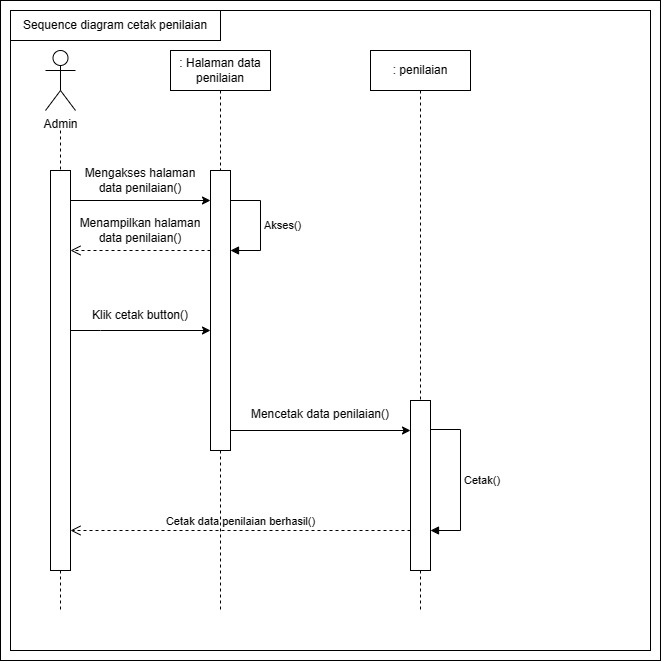 Sequence diagram cetak penilaian
: Halaman data
penilaian
: penilaian
Admin
Mengakses halaman
data penilaian()
Akses()
Menampilkan halaman
data penilaian()
Klik cetak button()
Mencetak data penilaian()
Cetak()
Cetak data penilaian berhasil()